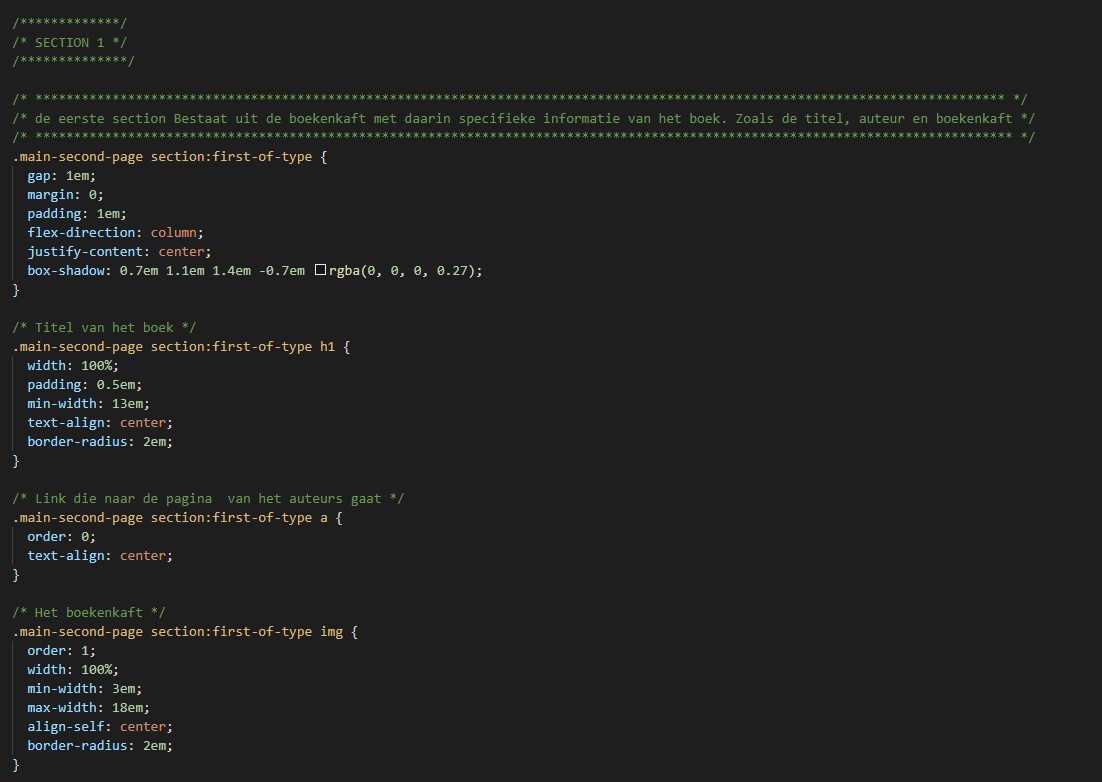 /*************/
/* SECTION 1 */
/**************/
/* ****************************************************************************************************************************** */
/* de eerste section Bestaat uit de boekenkaft met daarin specifieke informatie van het boek. Zoals de titel, auteur en boekenkaft */
/* ******************************************************************************************************************************* */
.main-second-page section:first-of-type {
  gap: 1em;
  margin: 0;
  padding: 1em;
  flex-direction: column;
  justify-content: center;
  box-shadow: 0.7em 1.1em 1.4em -0.7em rgba(0, 0, 0, 0.27);
}
/* Titel van het boek */
.main-second-page section:first-of-type h1 {
  width: 100%;
  padding: 0.5em;
  min-width: 13em;
  text-align: center;
  border-radius: 2em;
}
/* Link die naar de pagina  van het auteurs gaat */
.main-second-page section:first-of-type a {
  order: 0;
  text-align: center;
}
/* Het boekenkaft */
.main-second-page section:first-of-type img {
  order: 1;
  width: 100%;
  min-width: 3em;
  max-width: 18em;
  align-self: center;
  border-radius: 2em;
}